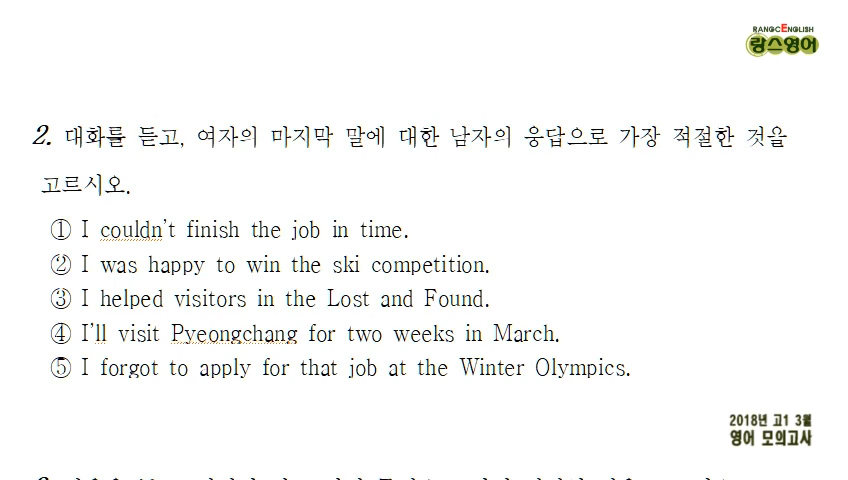 RANGCENGLISH
랑스영어
2. 대화를 듣고, 여자의 마지막 말에 대한 남자의 응답으로 가장 적절한 것을
고르시오.
① I couldn't finish the job in time.
② I was happy to win the ski competition.
③ I helped visitors in the Lost and Found.
④ I'll visit Pyeongchang for two weeks in March.
⑤ I forgot to apply for that job at the Winter Olympics.
2018년 고1 3월
영어 모의고사